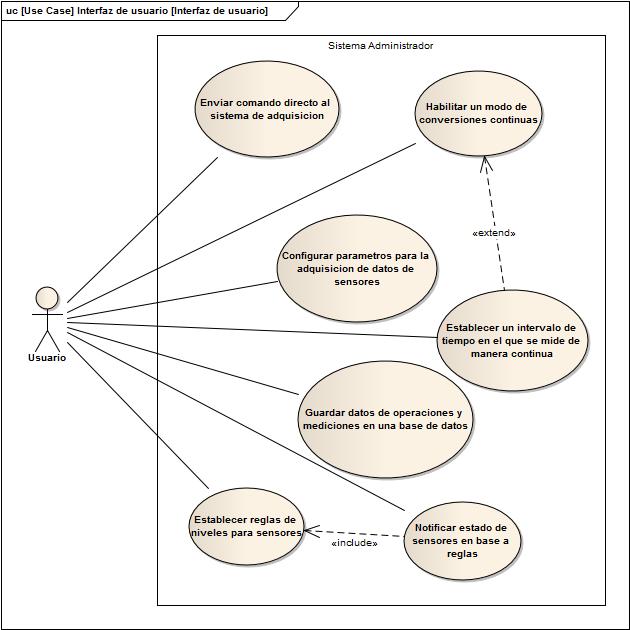 uc [Use Case] Interfaz de usuario [Interfaz de usuario]
Sistema Administrador
Enviar comando directo al
sistema de adquisicion
Habilitar un modo de
conversiones continuas
«extend»
Configurar parametros para la
adquisicion de datos de
sensores
Usuario
Establecer un intervalo de
tiempo en el que se mide de
manera continua
Guardar datos de operaciones y
mediciones en una base de datos
Establecer reglas de
niveles para sensores
«include»
Notificar estado de
sensores en base a
reglas